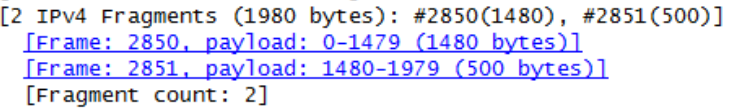 [2 IPv4 Fragments (1980 bytes): #2850(1480), #2851(500)]
[Frame: 2850, payload: 0-1479 (1480 bytes)]
[Frame: 2851, payload: 1480-1979 (500 bytes)]
[Fragment count: 2]